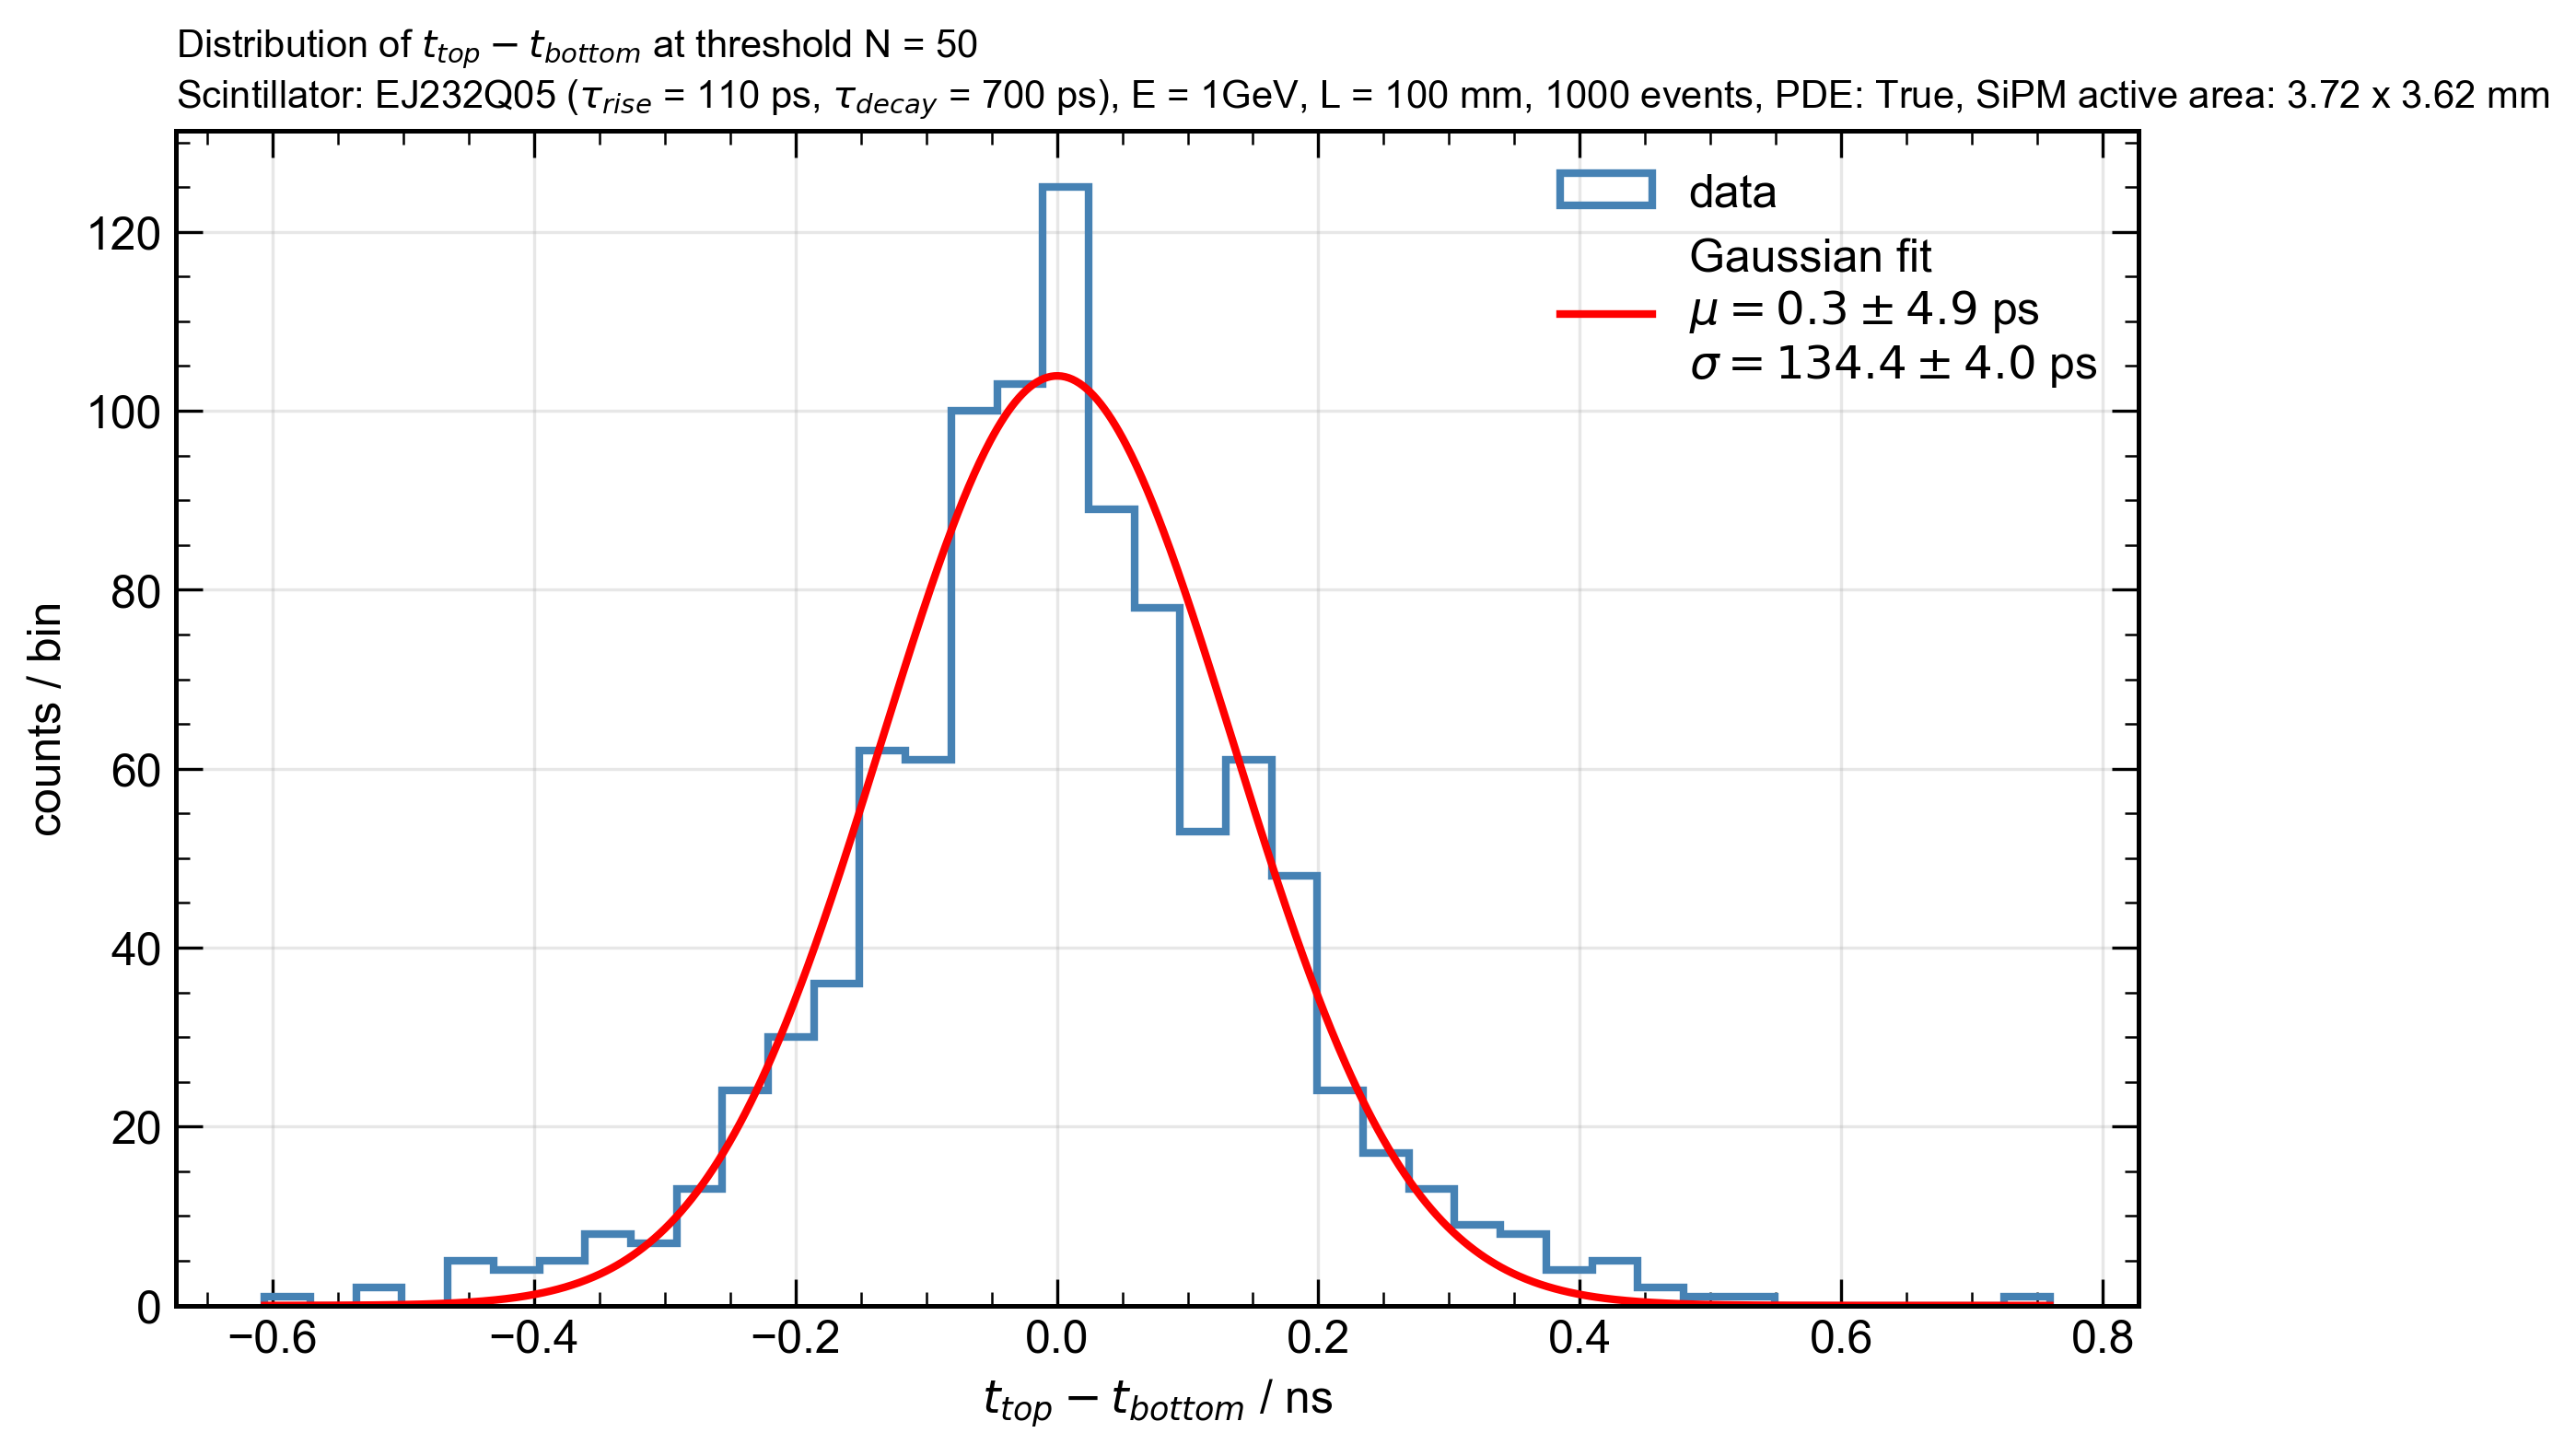 Distribution of t_top − t_bottom at threshold N = 50
Scintillator: EJ232Q05 (τ_rise = 110 ps, τ_decay = 700 ps), E = 1GeV, L = 100 mm, 1000 events, PDE: True, SiPM active area: 3.72 x 3.62 mm
data
Gaussian fit
μ = 0.3 ± 4.9 ps
σ = 134.4 ± 4.0 ps
counts / bin
120
100
80
60
40
20
0
−0.6 −0.4 −0.2 0.0 0.2 0.4 0.6 0.8
t_top − t_bottom / ns